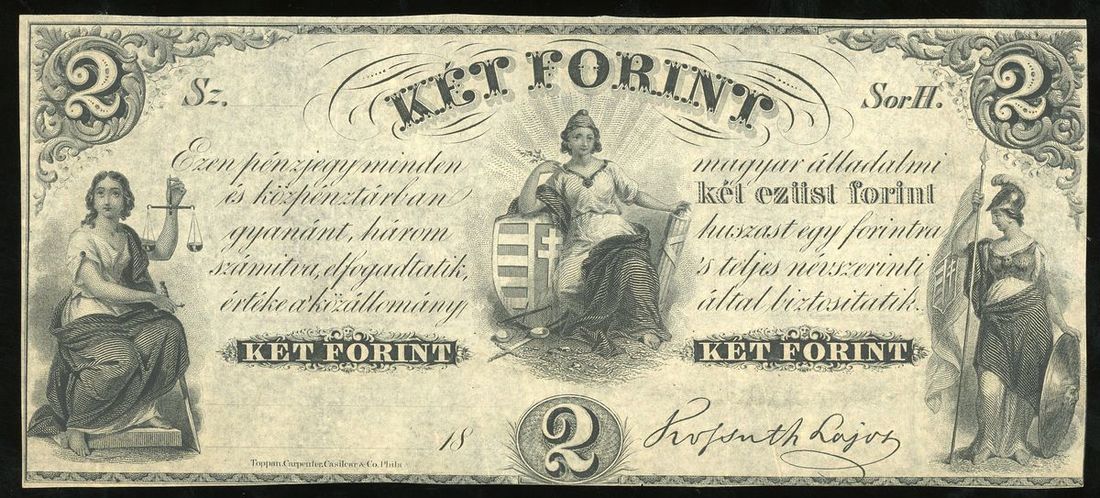 2 2
KÉT FORINT
Sz. Sor H.
Ezen pénzjegy minden magyar álladalmi
és közpénztárban két ezüst forint
gyanánt, három huszast egy forintra
számitva, elfogadtatik, 's teljes névszerinti
értéke a' közállomány által biztositatik.
KÉT FORINT KÉT FORINT
18 2 Kossuth Lajos
Toppan, Carpenter, Casilear & Co. Phila